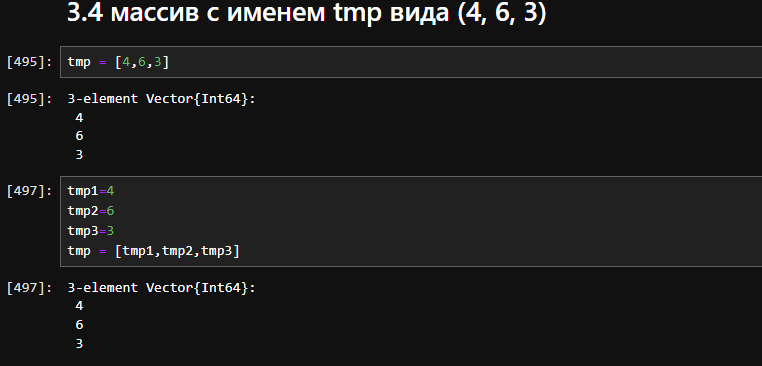 3.4 массив с именем tmp вида (4, 6, 3)
[495]: tmp = [4,6,3]
[495]: 3-element Vector{Int64}:
4
6
3
[497]: tmp1=4
tmp2=6
tmp3=3
tmp = [tmp1,tmp2,tmp3]
[497]: 3-element Vector{Int64}:
4
6
3